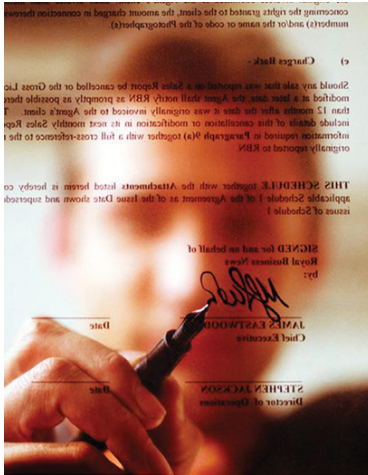 concerning the rights granted to the client, the amount charged in connection therew
number(s) and/or the name or code of the Photographer(s).
c) Charges Back -
Should any sale that was reported on a Sales Report be cancelled or the Gross Lic
modified at a later date, the Agent shall notify RBN as promptly as possible there
than 12 months after the date it was originally invoiced to the Agent's client. T
include details of this cancellation or modification in its next monthly Sales Rep
information required in Paragraph 9(a) together with a full cross-reference to the
originally reported to RBN
THIS SCHEDULE together with the Attachments listed herein is hereby co
applicable Schedule 1 of the Agreement as of the Issue Date shown and supersed
issues of Schedule 1
SIGNED for and on behalf of
Royal Business News
by:
JAMES EASTWOOD Date
Chief Executive
STEPHEN JACKSON Date
Director of Operations